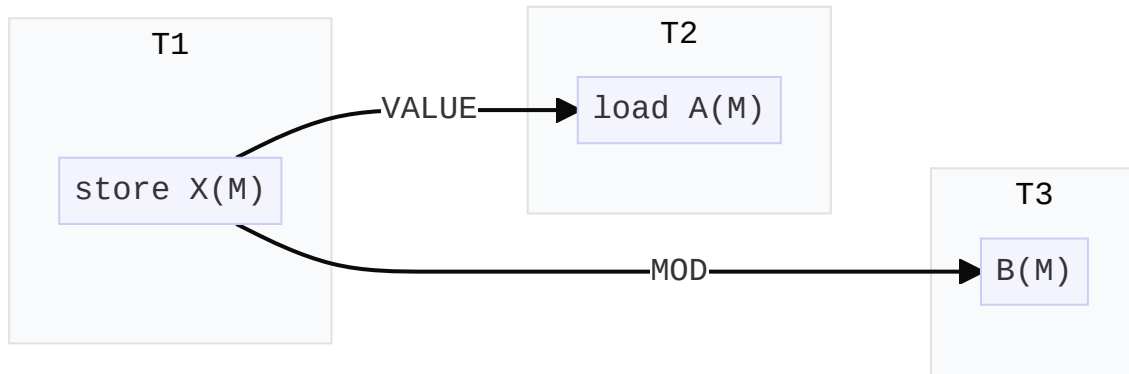 T1
T2
VALUE
load A(M)
store X(M)
T3
MOD
B(M)